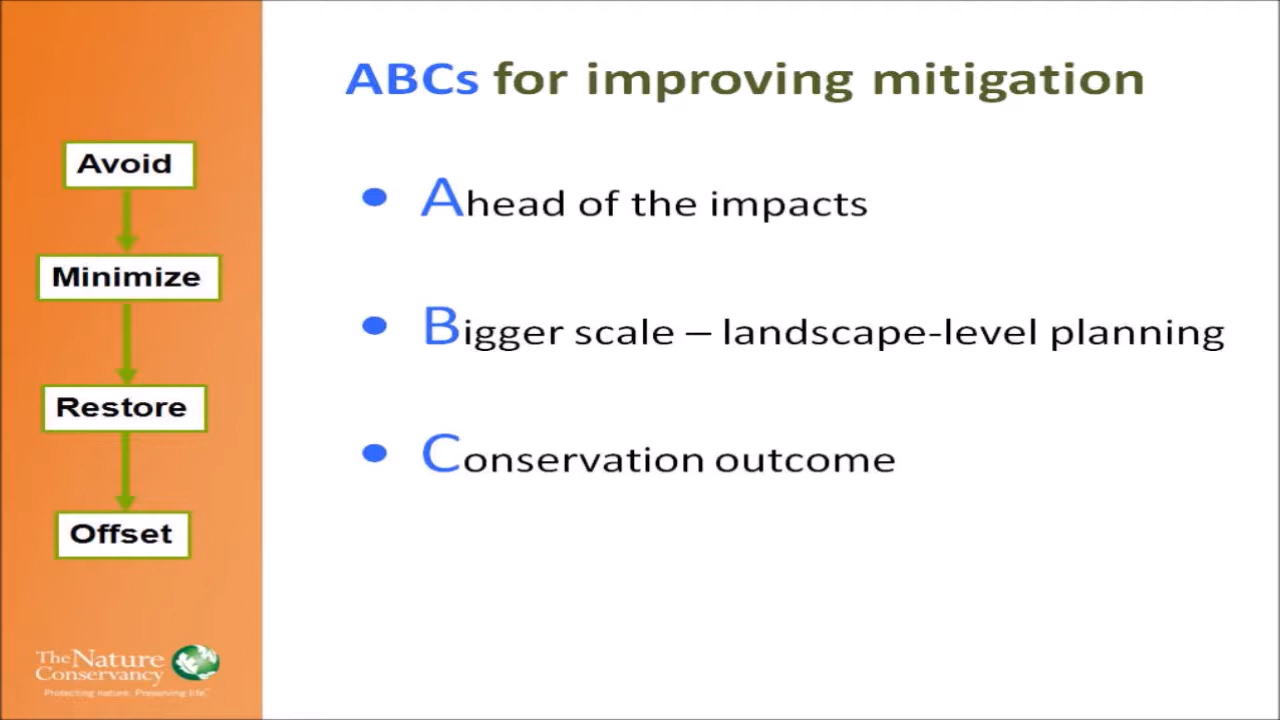 ABCs for improving mitigation
Avoid
Minimize
Restore
Offset
• Ahead of the impacts
• Bigger scale – landscape-level planning
• Conservation outcome
The Nature
Conservancy
Protecting nature. Preserving life.™